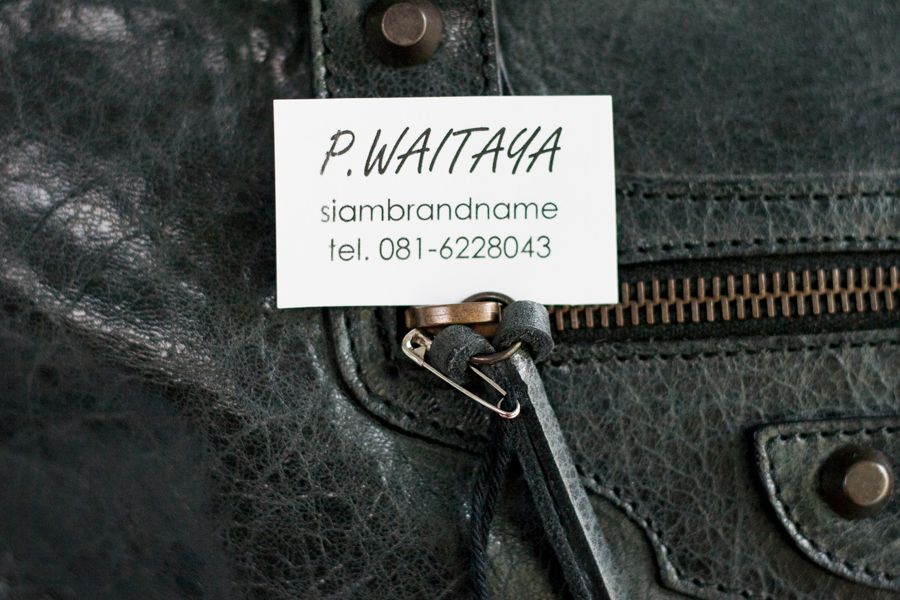 P.WAITAYA
siambrandname
tel. 081-6228043